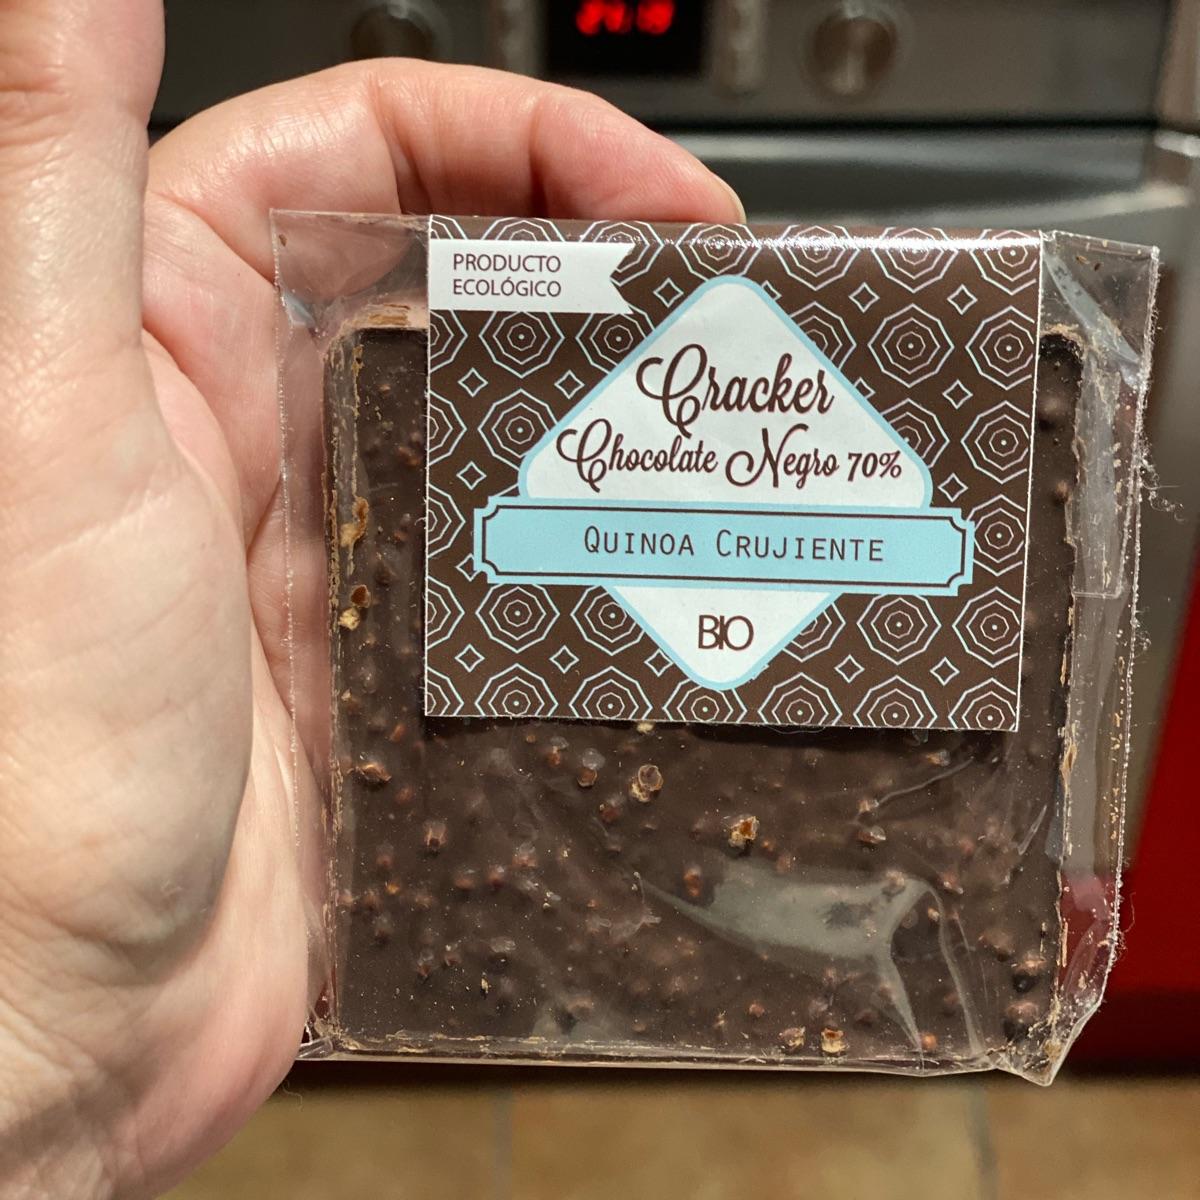 PRODUCTO
ECOLÓGICO
Cracker
Chocolate Negro 70%
QUINOA CRUJIENTE
BIO